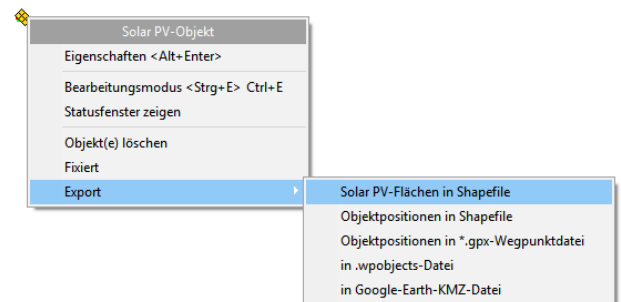 Solar PV-Objekt
Eigenschaften <Alt+Enter>
Bearbeitungsmodus <Strg+E> Ctrl+E
Statusfenster zeigen
Objekt(e) löschen
Fixiert
Export
Solar PV-Flächen in Shapefile
Objektpositionen in Shapefile
Objektpositionen in *.gpx-Wegpunktdatei
in .wpobjects-Datei
in Google-Earth-KMZ-Datei